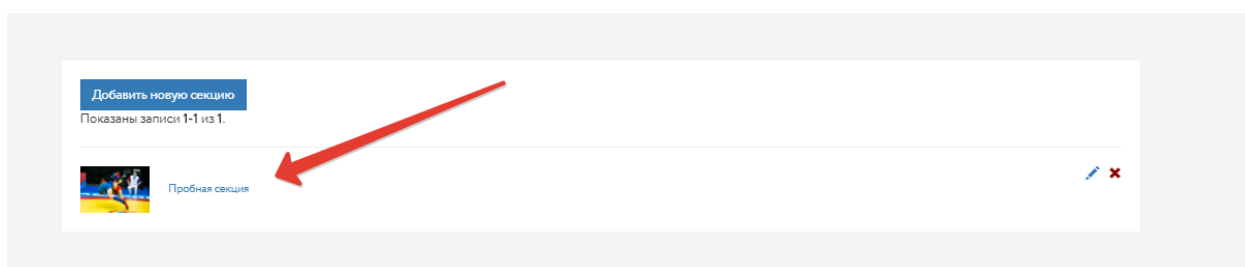 Добавить новую секцию
Показаны записи 1-1 из 1.
Пробная секция